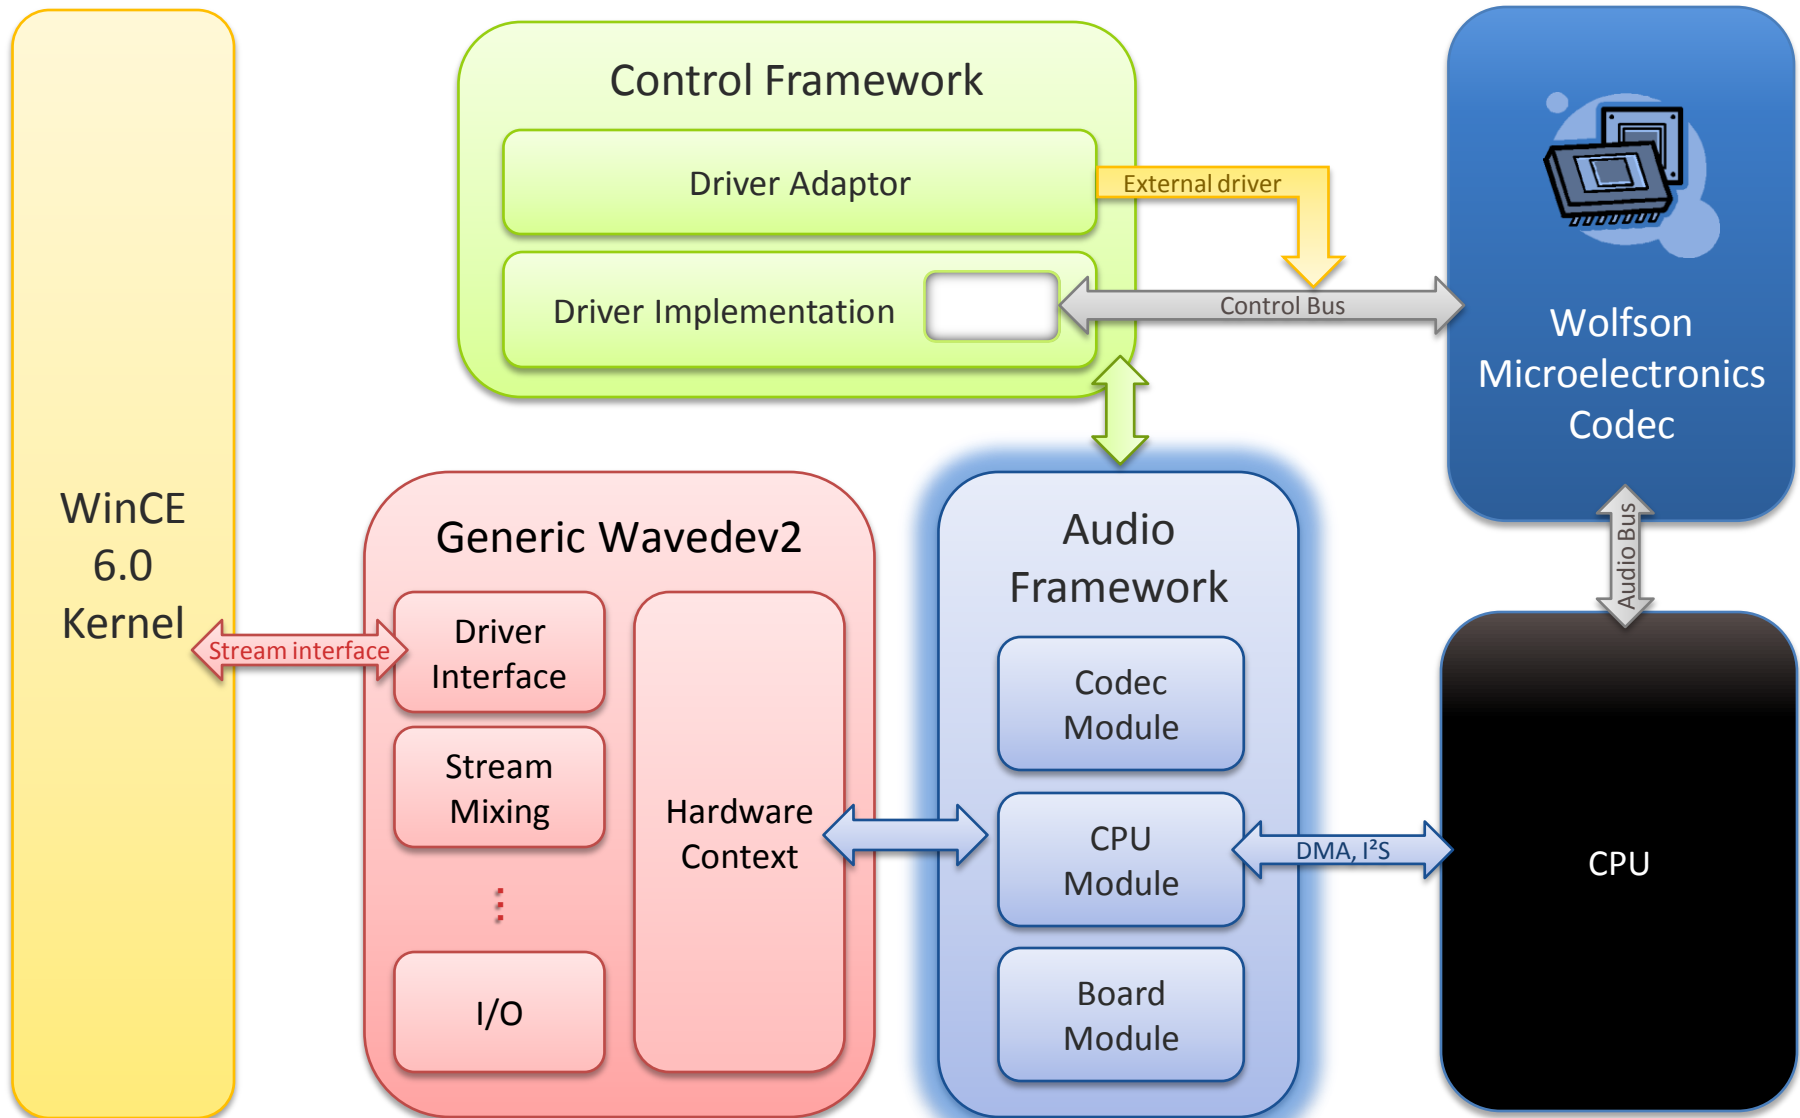 Control Framework
Driver Adaptor
External driver
Driver Implementation
Control Bus
Wolfson
Microelectronics
Codec
WinCE
6.0
Kernel
Stream interface
Generic Wavedev2
Driver
Interface
Stream
Mixing
...
I/O
Hardware
Context
Audio
Framework
Codec
Module
CPU
Module
Board
Module
DMA, I²S
Audio Bus
CPU